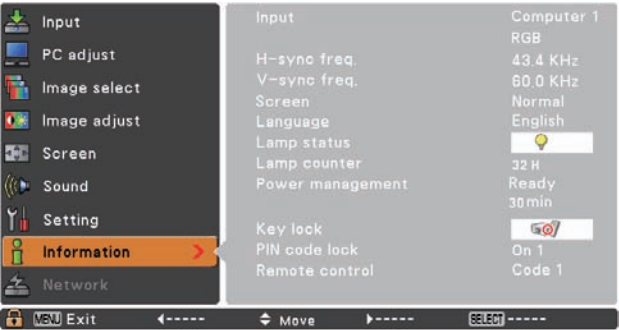 Input
PC adjust
Image select
Image adjust
Screen
Sound
Setting
Information
Network
Input Computer 1
RGB
H-sync freq. 43.4 KHz
V-sync freq. 60.0 KHz
Screen Normal
Language English
Lamp status
Lamp counter 32 H
Power management Ready
30 min
Key lock
PIN code lock On 1
Remote control Code 1
MENU Exit ◄----- ⬍ Move ►----- SELECT -----